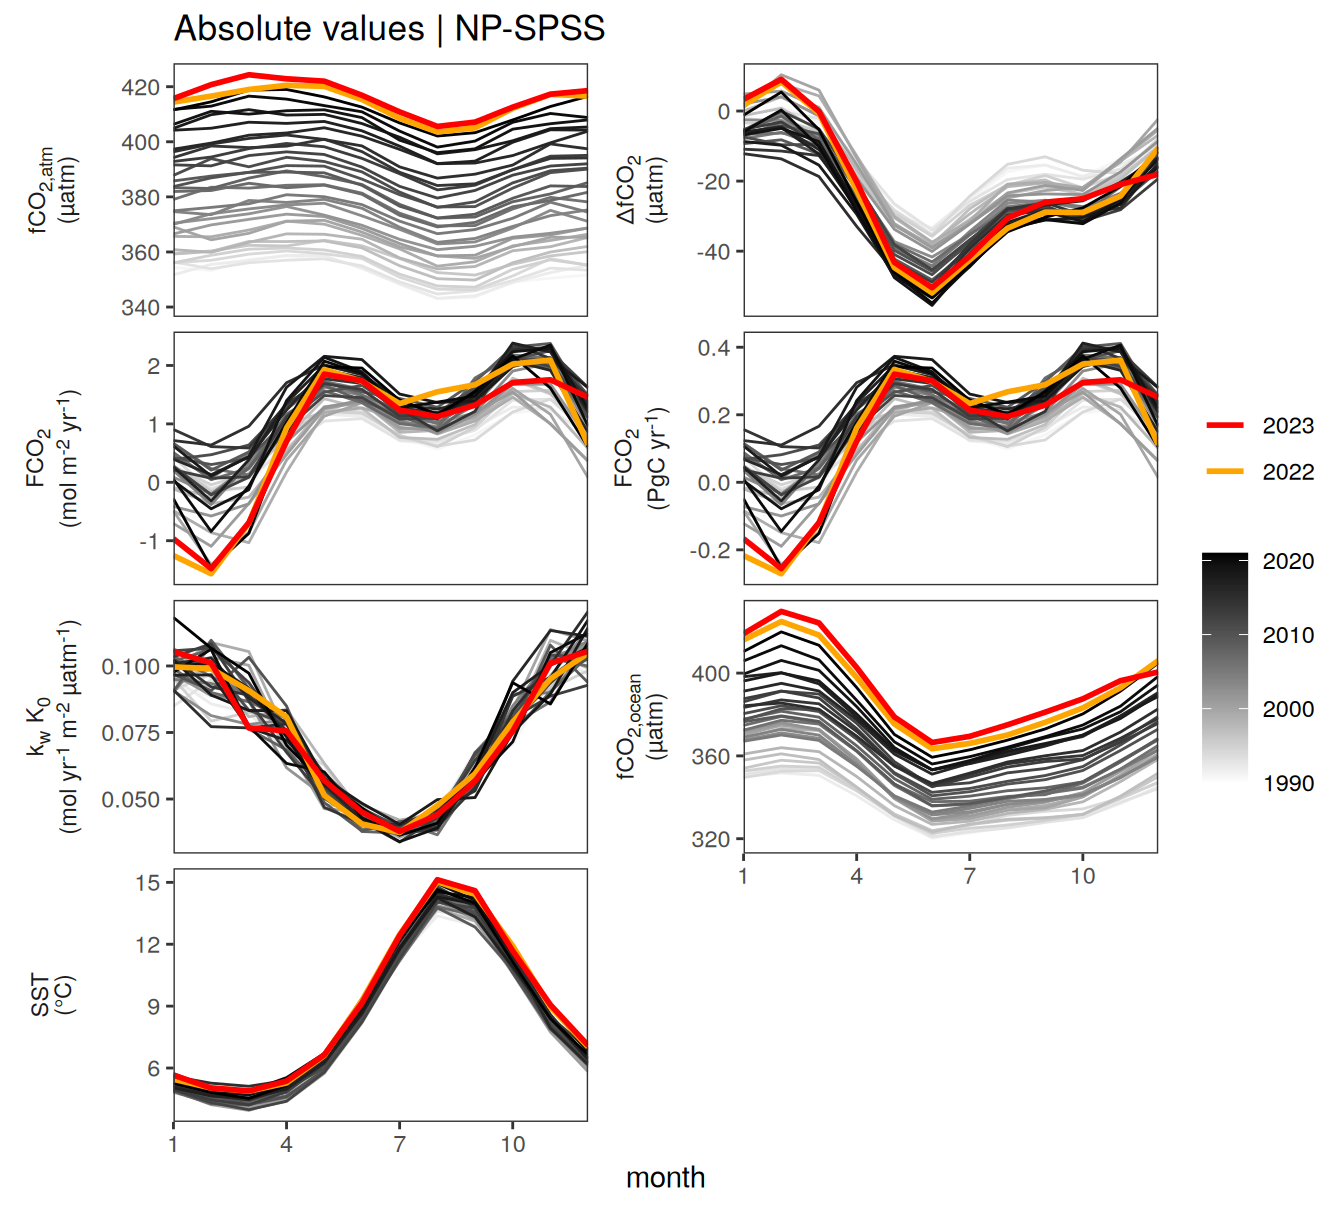 Absolute values | NP-SPSS
fCO2,atm
(µatm)
420
400
380
360
340
ΔfCO2
(µatm)
0
-20
-40
FCO2
(mol m-2 yr-1)
2
1
0
-1
FCO2
(PgC yr-1)
0.4
0.2
0.0
-0.2
kw K0
(mol yr-1 m-2 µatm-1)
0.100
0.075
0.050
fCO2,ocean
(µatm)
400
360
320
1 4 7 10
SST
(°C)
15
12
9
6
1 4 7 10
month
2023
2022
2020
2010
2000
1990